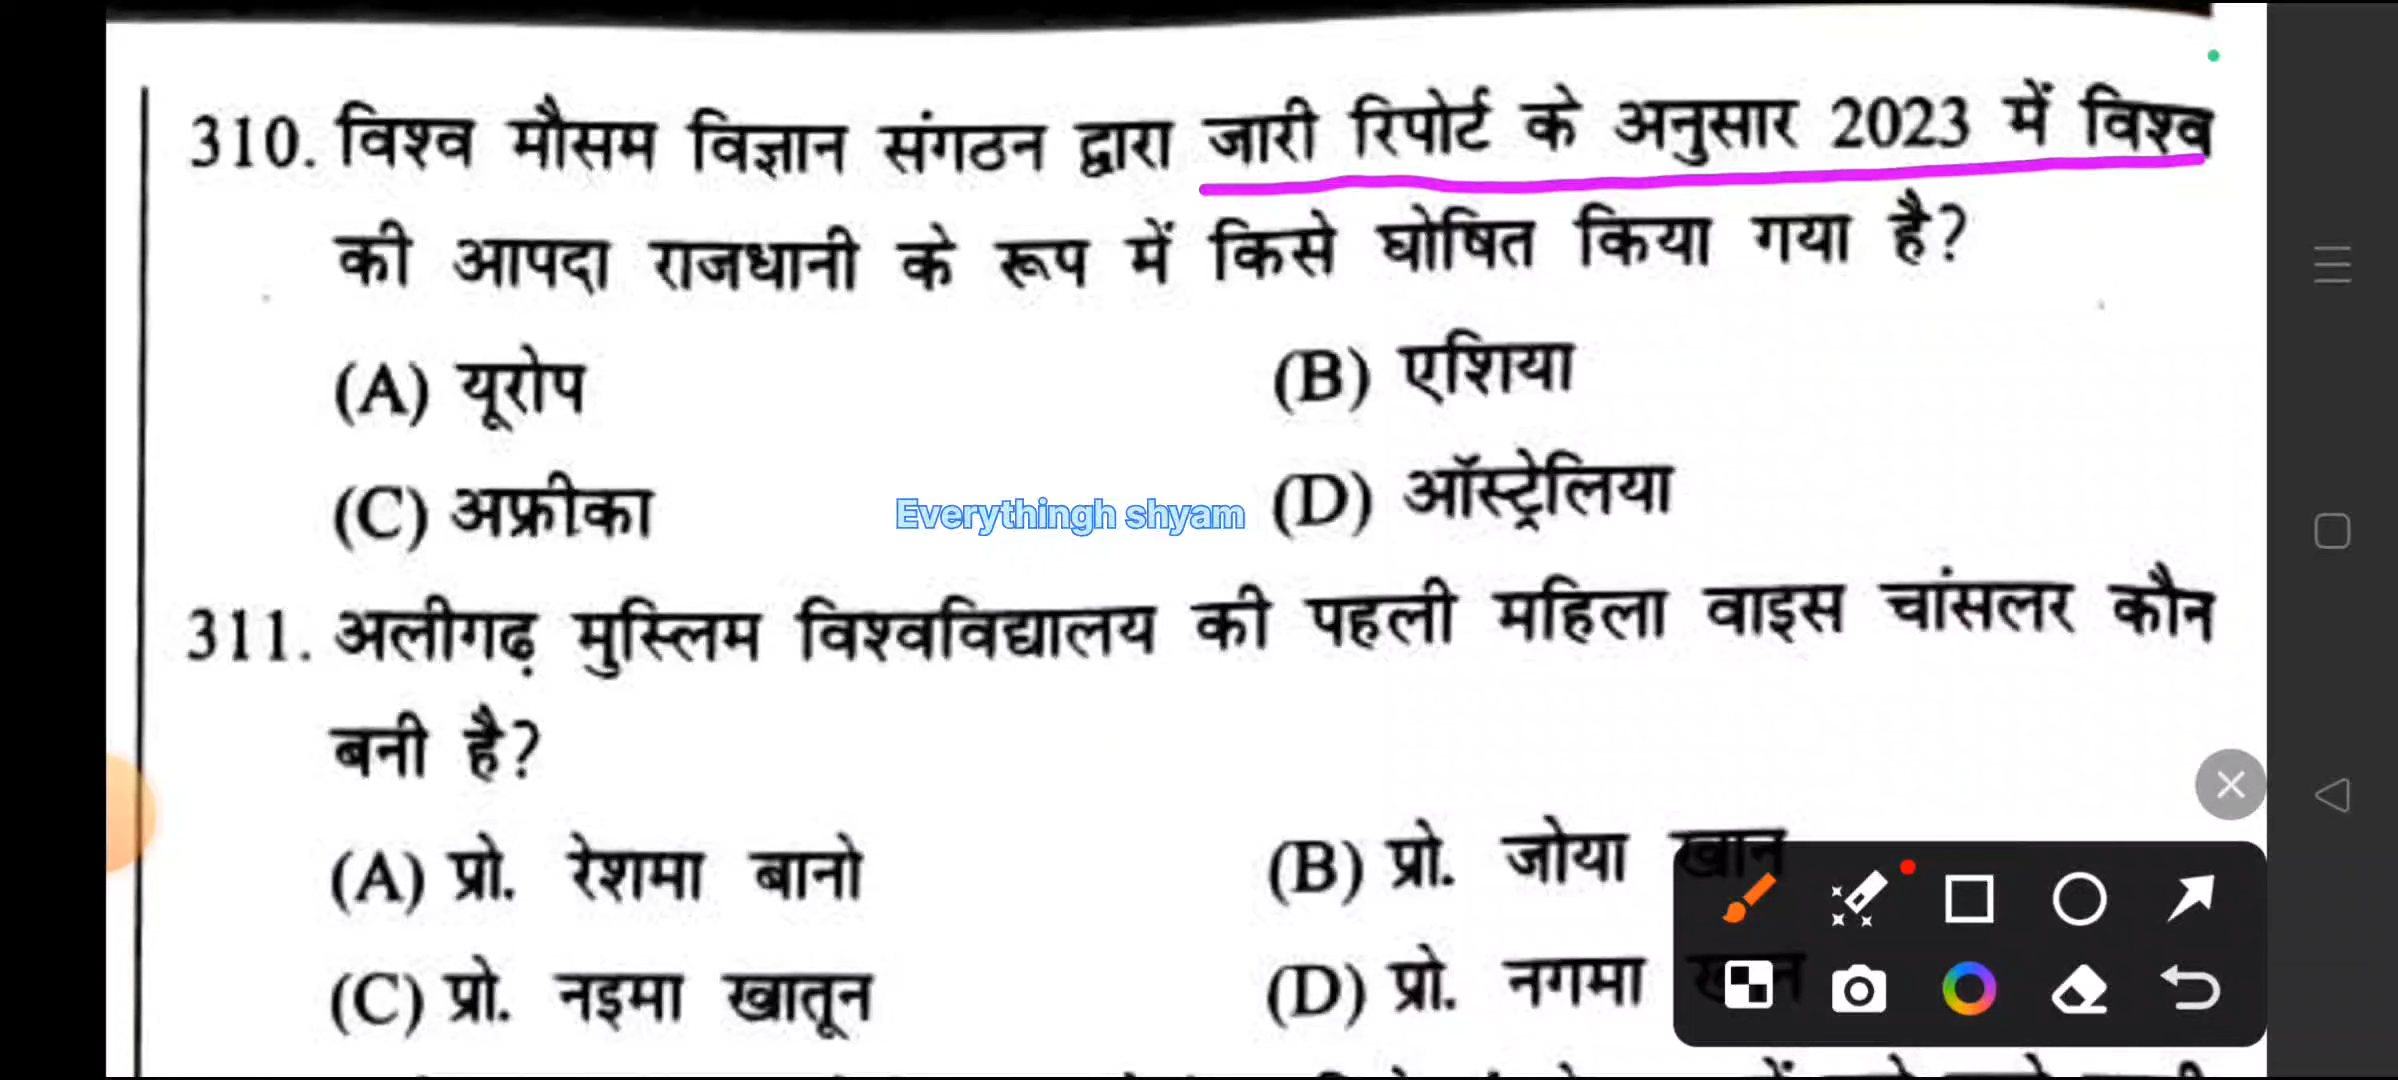 310. विश्व मौसम विज्ञान संगठन द्वारा जारी रिपोर्ट के अनुसार 2023 में विश्व
की आपदा राजधानी के रूप में किसे घोषित किया गया है?
(A) यूरोप (B) एशिया
(C) अफ्रीका (D) ऑस्ट्रेलिया
Everythingh shyam
311. अलीगढ़ मुस्लिम विश्वविद्यालय की पहली महिला वाइस चांसलर कौन
बनी है?
(A) प्रो. रेशमा बानो (B) प्रो. जोया खान
(C) प्रो. नइमा खातून (D) प्रो. नगमा